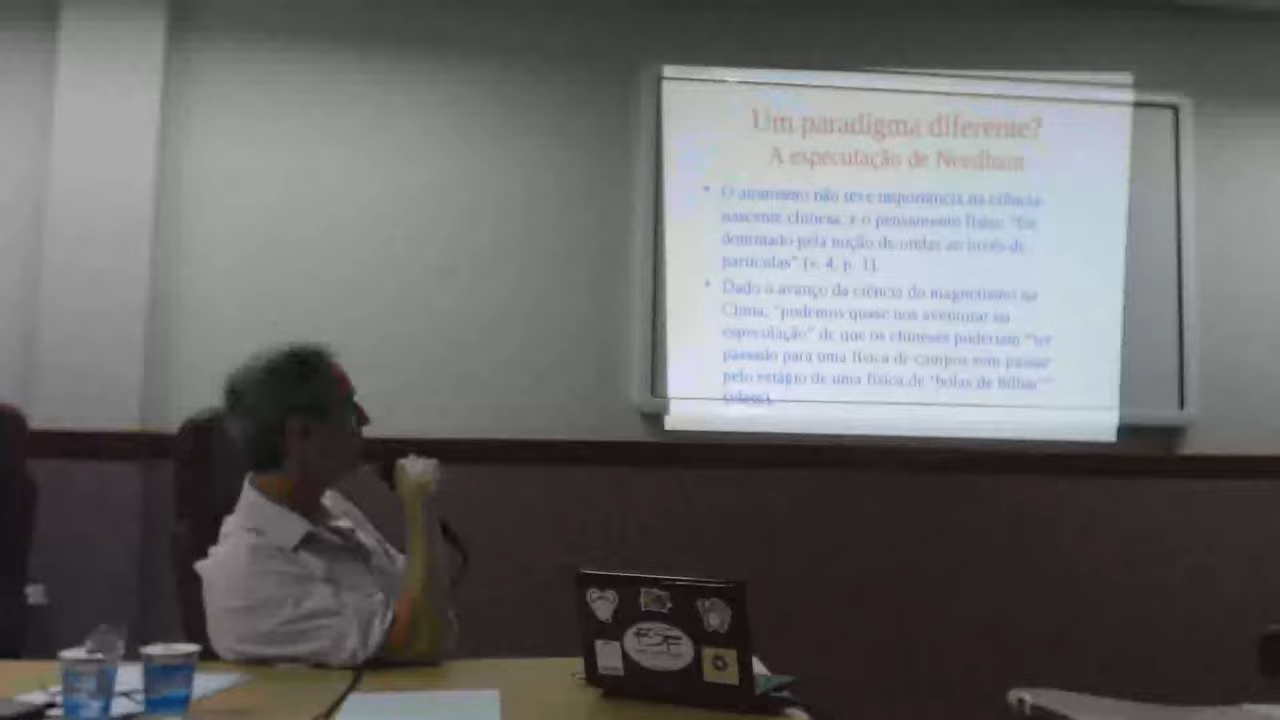 Um paradigma diferente?
A especulação de Needham
• O atomismo não teve importância na ciência
nascente chinesa, e o pensamento físico "foi
dominado pela noção de ondas ao invés de
partículas" (v. 4, p. 1).
• Dado o avanço da ciência do magnetismo na
China, "podemos quase nos aventurar na
especulação" de que os chineses poderiam "ter
passado para uma física de campos sem passar
pelo estágio de uma física de 'bolas de bilhar'"